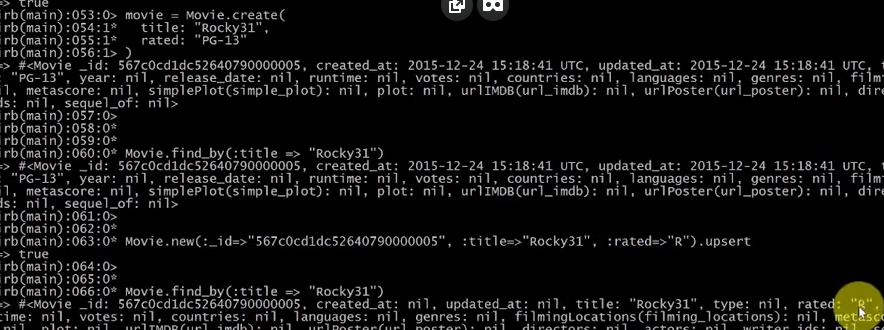 => true
irb(main):053:0> movie = Movie.create(
irb(main):054:1* title: "Rocky31",
irb(main):055:1* rated: "PG-13"
irb(main):056:1> )
=> #<Movie _id: 567c0cd1dc52640790000005, created_at: 2015-12-24 15:18:41 UTC, updated_at: 2015-12-24 15:18:41 UTC, t
: "PG-13", year: nil, release_date: nil, runtime: nil, votes: nil, countries: nil, languages: nil, genres: nil, filmi
il, metascore: nil, simplePlot(simple_plot): nil, plot: nil, urlIMDB(url_imdb): nil, urlPoster(url_poster): nil, dire
ds: nil, sequel_of: nil>
irb(main):057:0>
irb(main):058:0*
irb(main):059:0*
irb(main):060:0* Movie.find_by(:title => "Rocky31")
=> #<Movie _id: 567c0cd1dc52640790000005, created_at: 2015-12-24 15:18:41 UTC, updated_at: 2015-12-24 15:18:41 UTC, t
: "PG-13", year: nil, release_date: nil, runtime: nil, votes: nil, countries: nil, languages: nil, genres: nil, filmi
il, metascore: nil, simplePlot(simple_plot): nil, plot: nil, urlIMDB(url_imdb): nil, urlPoster(url_poster): nil, dire
ds: nil, sequel_of: nil>
irb(main):061:0>
irb(main):062:0*
irb(main):063:0* Movie.new(:_id=>"567c0cd1dc52640790000005", :title=>"Rocky31", :rated=>"R").upsert
=> true
irb(main):064:0>
irb(main):065:0*
irb(main):066:0* Movie.find_by(:title => "Rocky31")
=> #<Movie _id: 567c0cd1dc52640790000005, created_at: nil, updated_at: nil, title: "Rocky31", type: nil, rated: "R",
time: nil, votes: nil, countries: nil, languages: nil, genres: nil, filmingLocations(filming_locations): nil, metasc
nil, plot: nil, urlIMDB(url_imdb): nil, urlPoster(url_poster): nil, directors: nil, actors: nil, writer_ids: nil